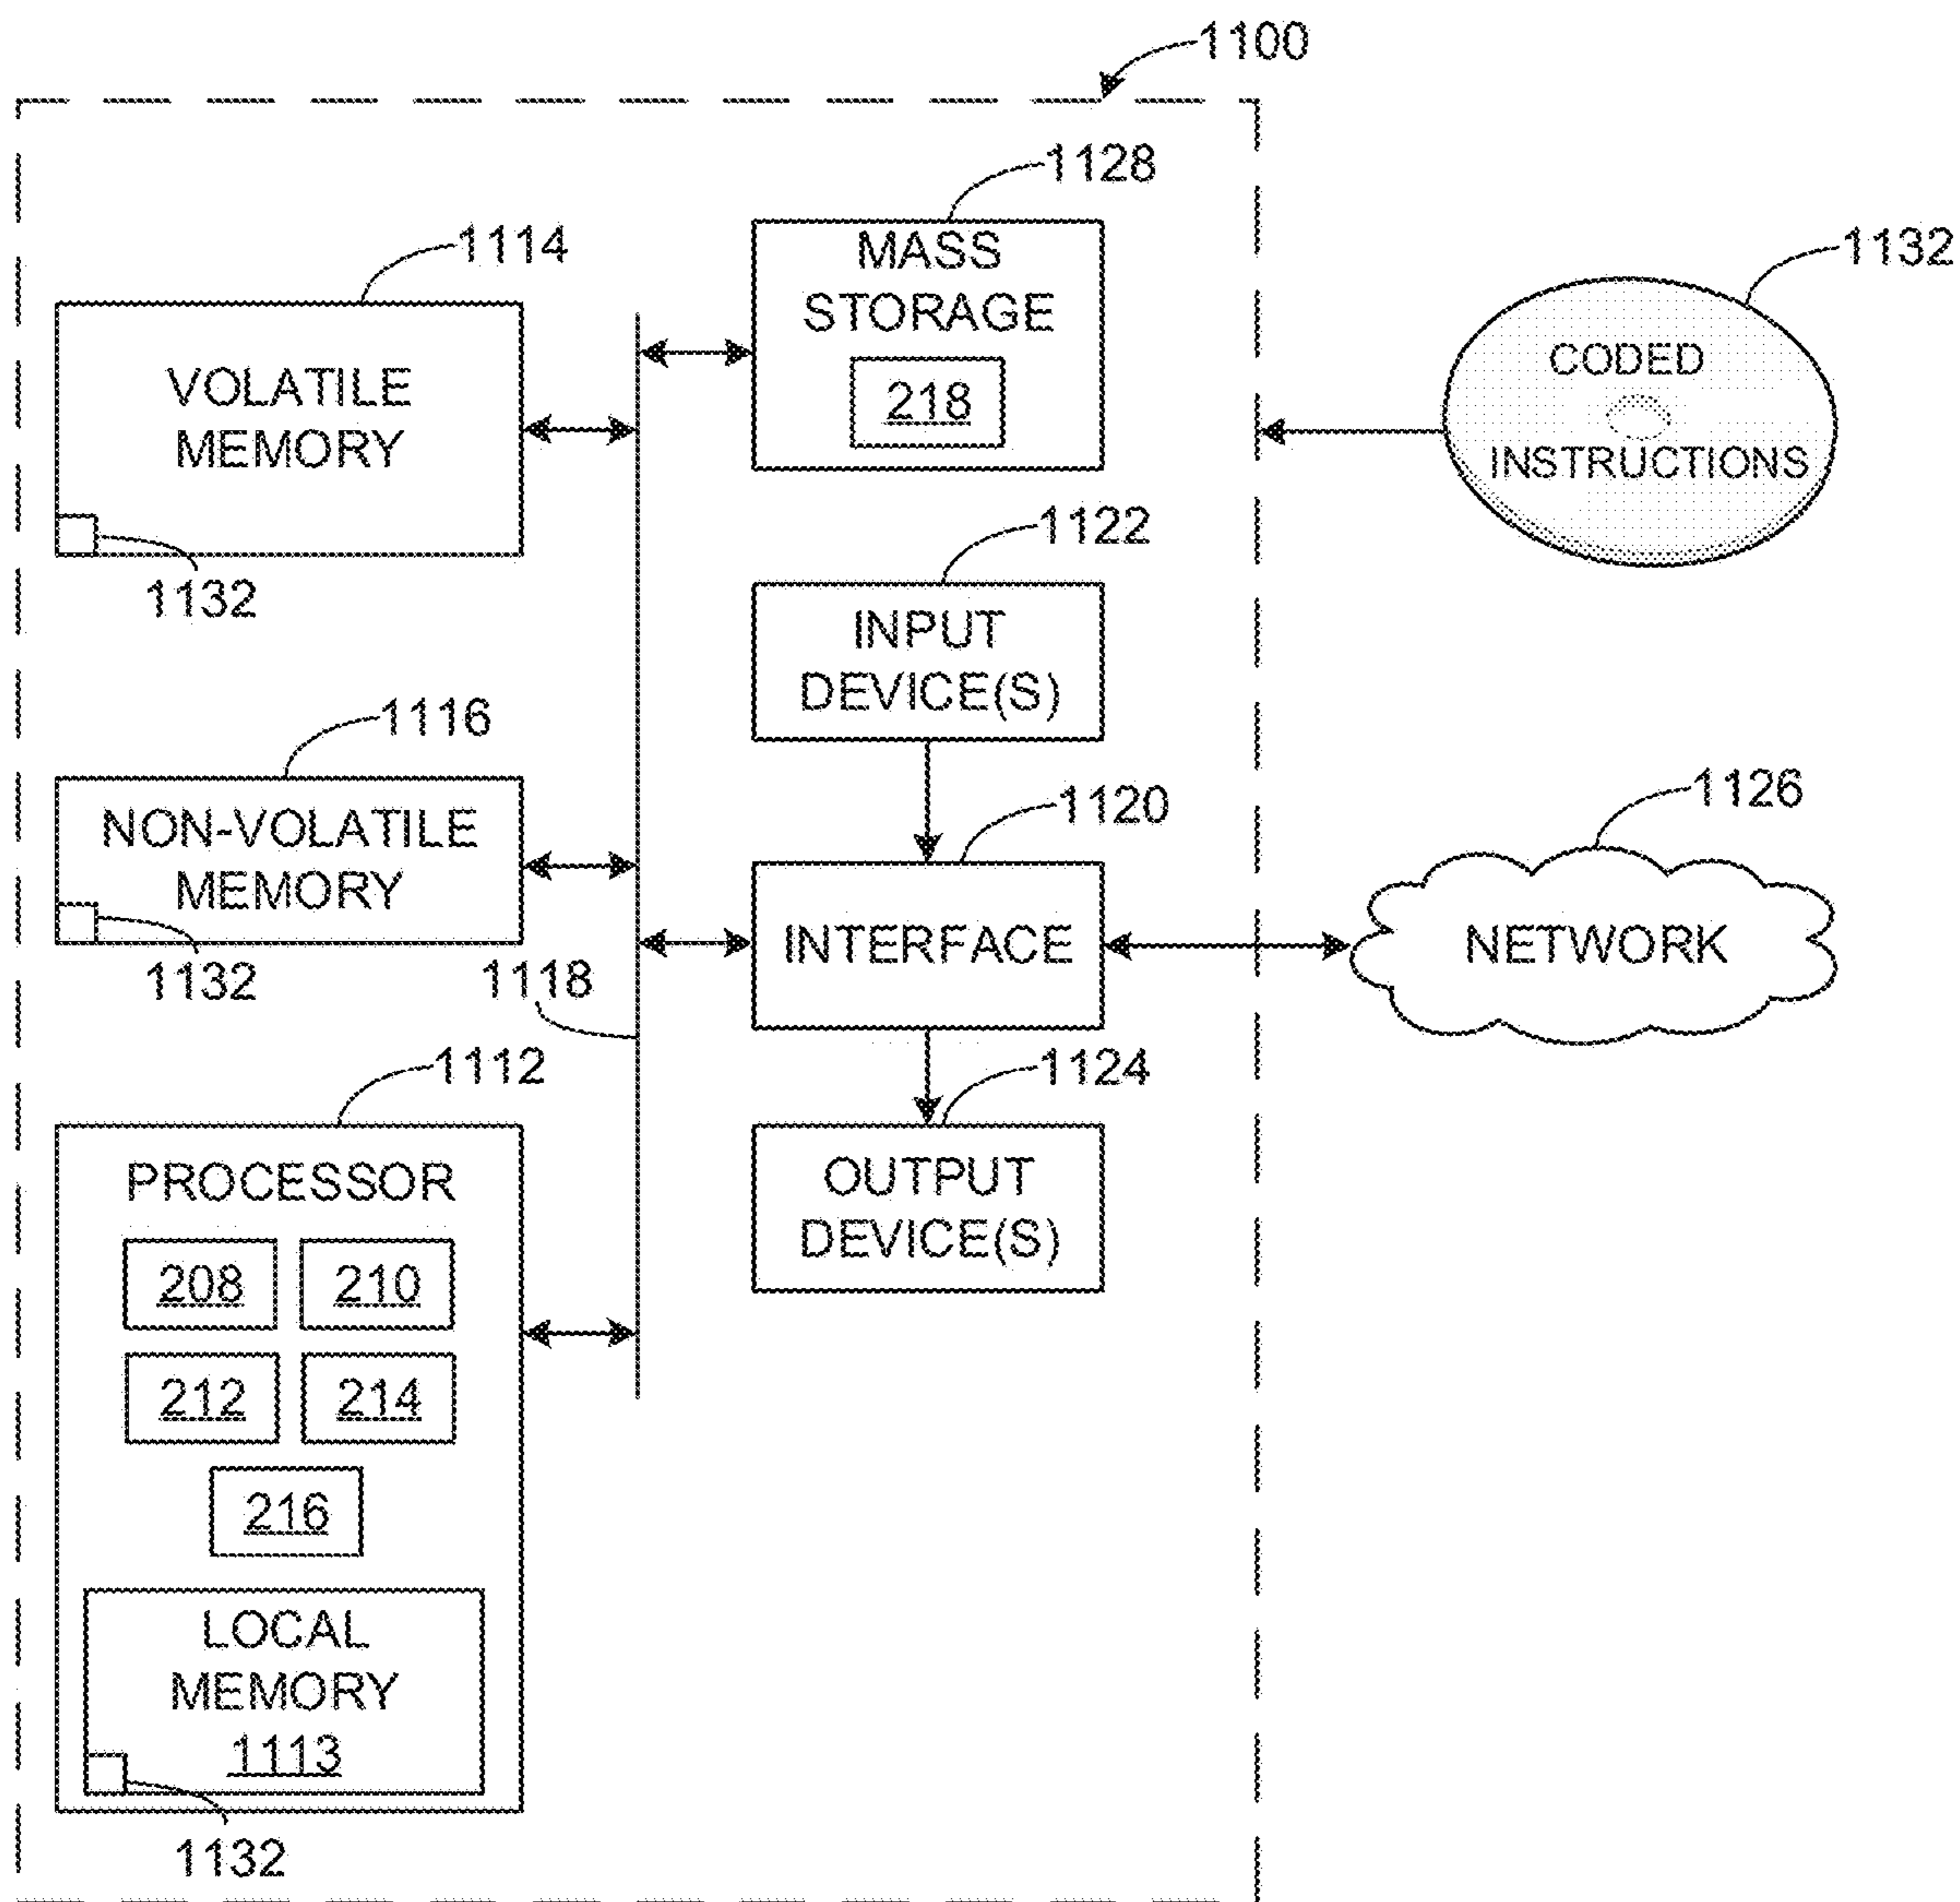 1100
1128
MASS
STORAGE
218
1114
VOLATILE
MEMORY
1132
1132
CODED
INSTRUCTIONS
1122
INPUT
DEVICE(S)
1116
NON-VOLATILE
MEMORY
1132
1118
1120
INTERFACE
1126
NETWORK
1112
PROCESSOR
208
210
212
214
216
LOCAL
MEMORY
1113
1132
1124
OUTPUT
DEVICE(S)